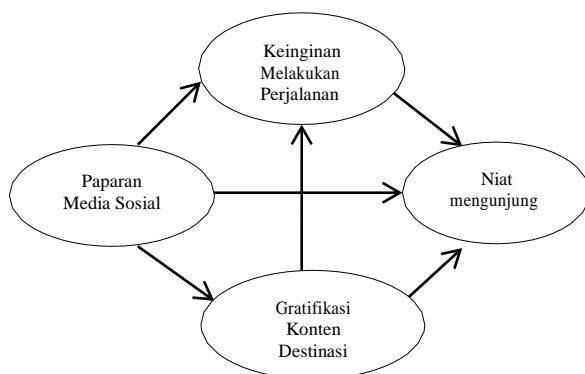 Keinginan
Melakukan
Perjalanan
Paparan
Media Sosial
Niat
mengunjung
Gratifikasi
Konten
Destinasi